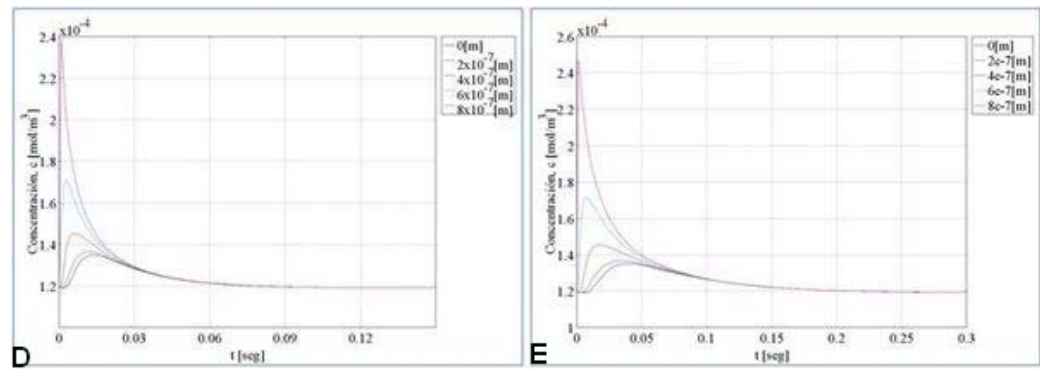 x10⁻⁴
2.4
2.2
2
1.8
1.6
1.4
1.2
Concentración, c [mol/m³]
0
0.03
0.06
0.09
0.12
t [seg]
0[m]
2x10⁻⁷[m]
4x10⁻⁷[m]
6x10⁻⁷[m]
8x10⁻⁷[m]
D
x10⁻⁴
2.6
2.4
2.2
2
1.8
1.6
1.4
1.2
1
Concentración, c [mol/m³]
0
0.05
0.1
0.15
0.2
0.25
0.3
t [seg]
0[m]
2e-7[m]
4e-7[m]
6e-7[m]
8e-7[m]
E